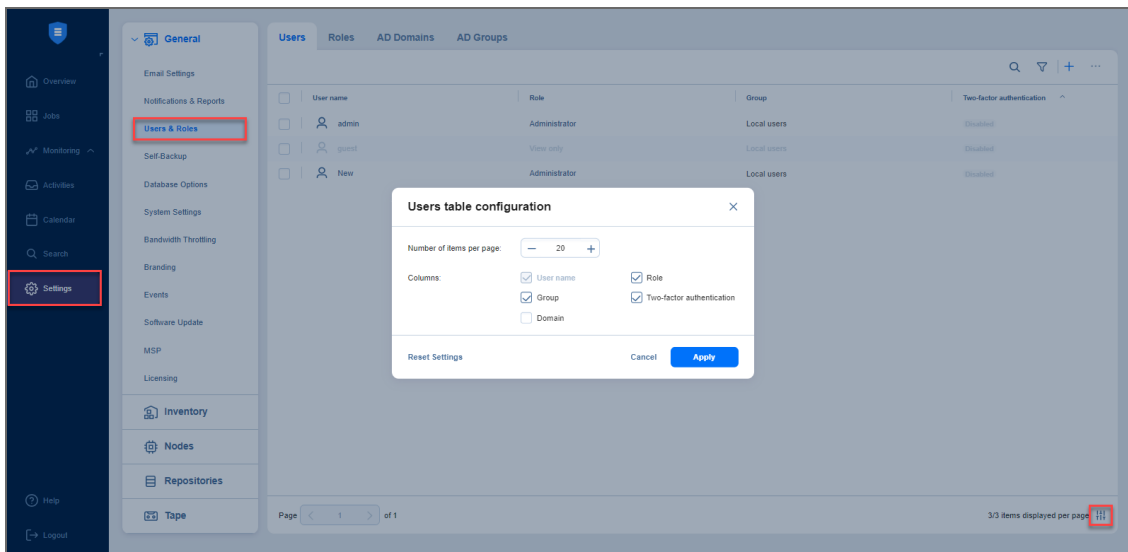 Overview
Jobs
Monitoring
Activities
Calendar
Search
Settings
Help
Logout
General
Email Settings
Notifications & Reports
Users & Roles
Self-Backup
Database Options
System Settings
Bandwidth Throttling
Branding
Events
Software Update
MSP
Licensing
Inventory
Nodes
Repositories
Tape
Users Roles AD Domains AD Groups
User name Role Group Two-factor authentication
admin Administrator Local users Disabled
guest View only Local users Disabled
New Administrator Local users Disabled
Users table configuration
Number of items per page: 20
Columns: User name Role
Group Two-factor authentication
Domain
Reset Settings Cancel Apply
Page 1 of 1 3/3 items displayed per page